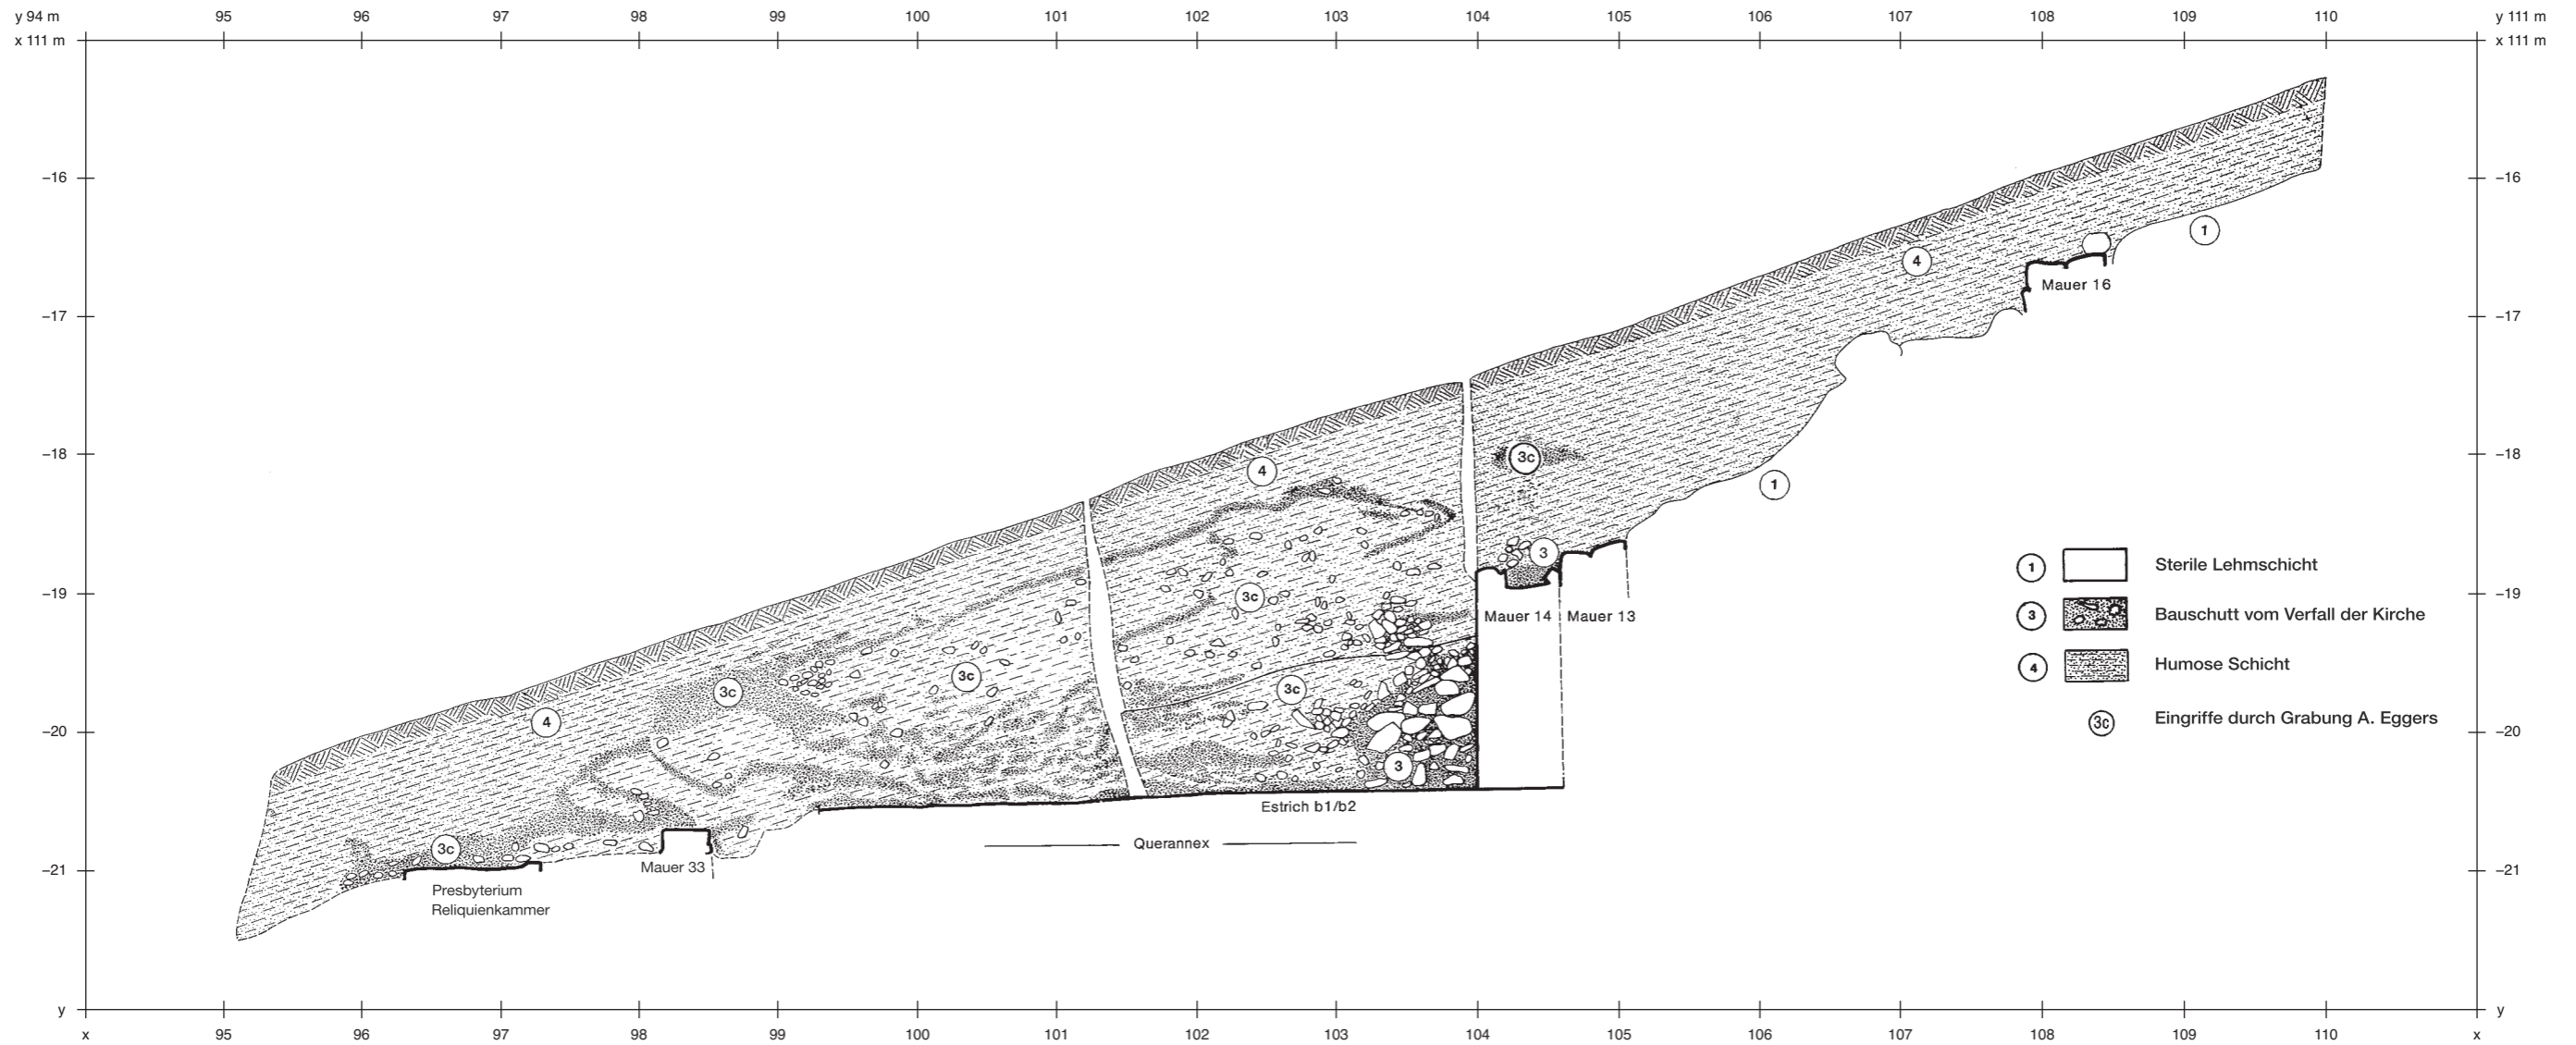 y 94 m 95 96 97 98 99 100 101 102 103 104 105 106 107 108 109 110 y 111 m
x 111 m x 111 m
−16 −16
1
4
Mauer 16
−17 −17
−18 −18
4
3c
1
3
−19 −19
3c
Mauer 14 Mauer 13
3c
3c
3c
4
−20 −20
3
Estrich b1/b2
Querannex
3c
Mauer 33
−21 −21
Presbyterium
Reliquienkammer
1 Sterile Lehmschicht
3 Bauschutt vom Verfall der Kirche
4 Humose Schicht
3c Eingriffe durch Grabung A. Eggers
y y
x 95 96 97 98 99 100 101 102 103 104 105 106 107 108 109 110 x